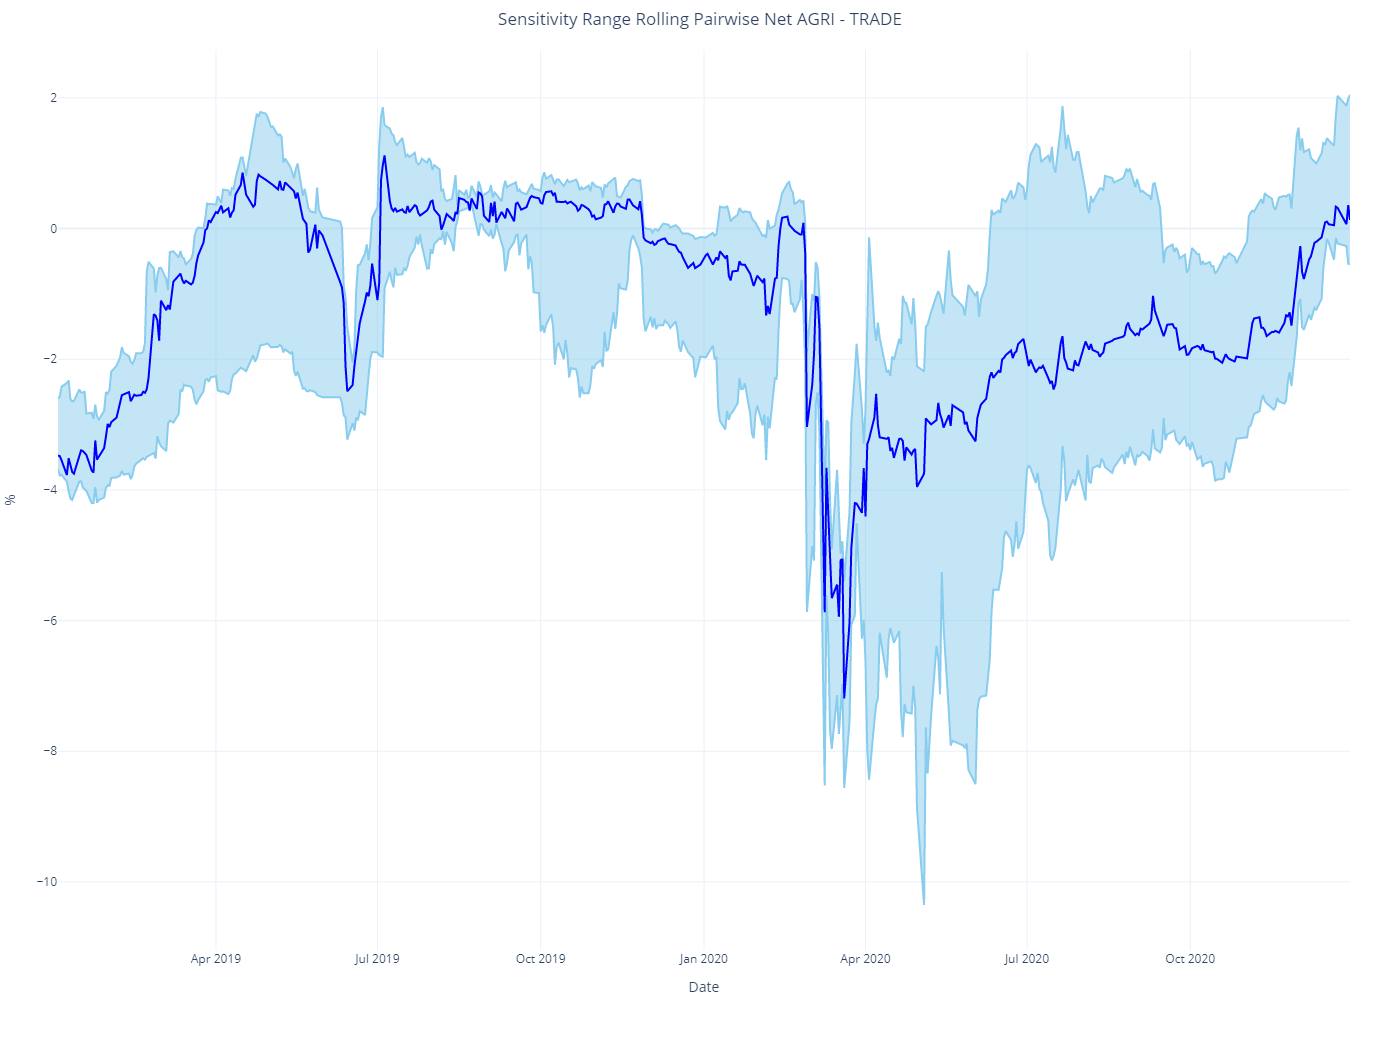 Sensitivity Range Rolling Pairwise Net AGRI - TRADE
2
0
−2
−4
−6
−8
−10
%
Apr 2019
Jul 2019
Oct 2019
Jan 2020
Apr 2020
Jul 2020
Oct 2020
Date